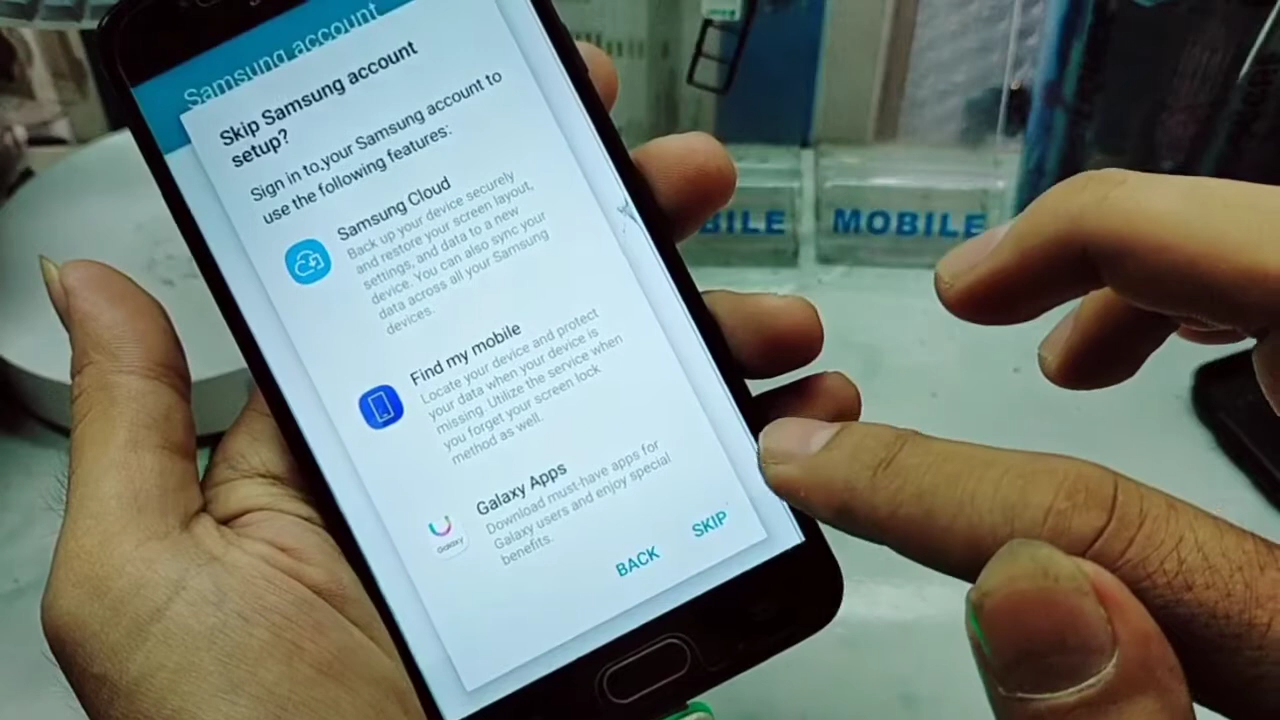 Samsung account
Skip Samsung account
setup?
Sign in to your Samsung account to
use the following features:
Samsung Cloud
Back up your device securely
and restore your screen layout,
settings, and data to a new
device. You can also sync your
data across all your Samsung
devices.
Find my mobile
Locate your device and protect
your data when your device is
missing. Utilize the service when
you forget your screen lock
method as well.
Galaxy Apps
Download must-have apps for
Galaxy users and enjoy special
benefits.
Galaxy
BACK
SKIP
BILE
MOBILE